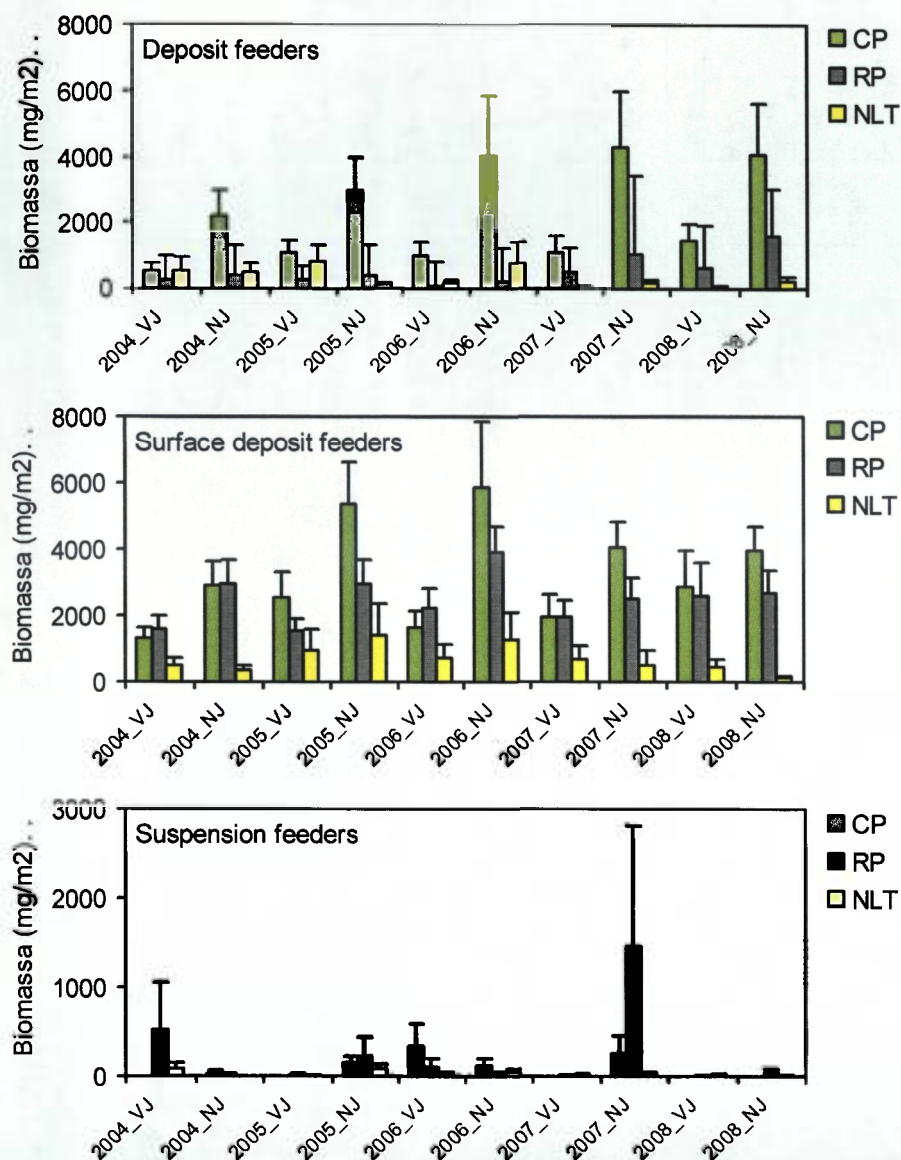 Deposit feeders
Biomassa (mg/m2). .
8000
6000
4000
2000
0
CP
RP
NLT
2004_VJ
2004_NJ
2005_VJ
2005_NJ
2006_VJ
2006_NJ
2007_VJ
2007_NJ
2008_VJ
2008_NJ
Surface deposit feeders
Biomassa (mg/m2). .
8000
6000
4000
2000
0
CP
RP
NLT
2004_VJ
2004_NJ
2005_VJ
2005_NJ
2006_VJ
2006_NJ
2007_VJ
2007_NJ
2008_VJ
2008_NJ
Suspension feeders
Biomassa (mg/m2). .
3000
2000
1000
0
CP
RP
NLT
2004_VJ
2004_NJ
2005_VJ
2005_NJ
2006_VJ
2006_NJ
2007_VJ
2007_NJ
2008_VJ
2008_NJ